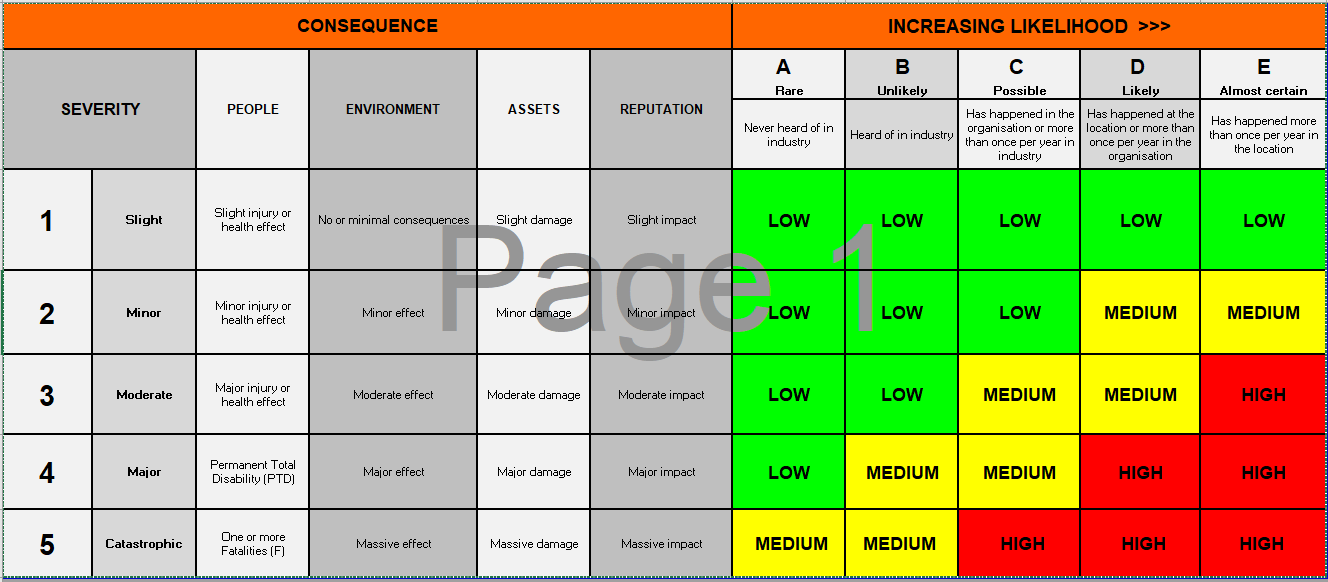 CONSEQUENCE
INCREASING LIKELIHOOD >>>
SEVERITY
PEOPLE
ENVIRONMENT
ASSETS
REPUTATION
A
Rare
B
Unlikely
C
Possible
D
Likely
E
Almost certain
Never heard of in
industry
Heard of in industry
Has happened in the
organisation or more
than once per year in
industry
Has happened at the
location or more than
once per year in the
organisation
Has happened more
than once per year in
the location
1
Slight
Slight injury or
health effect
No or minimal consequences
Slight damage
Slight impact
LOW
LOW
LOW
LOW
LOW
2
Minor
Minor injury or
health effect
Minor effect
Minor damage
Minor impact
LOW
LOW
LOW
MEDIUM
MEDIUM
3
Moderate
Major injury or
health effect
Moderate effect
Moderate damage
Moderate impact
LOW
LOW
MEDIUM
MEDIUM
HIGH
4
Major
Permanent Total
Disability (PTD)
Major effect
Major damage
Major impact
LOW
MEDIUM
MEDIUM
HIGH
HIGH
5
Catastrophic
One or more
Fatalities (F)
Massive effect
Massive damage
Massive impact
MEDIUM
MEDIUM
HIGH
HIGH
HIGH
Page 1